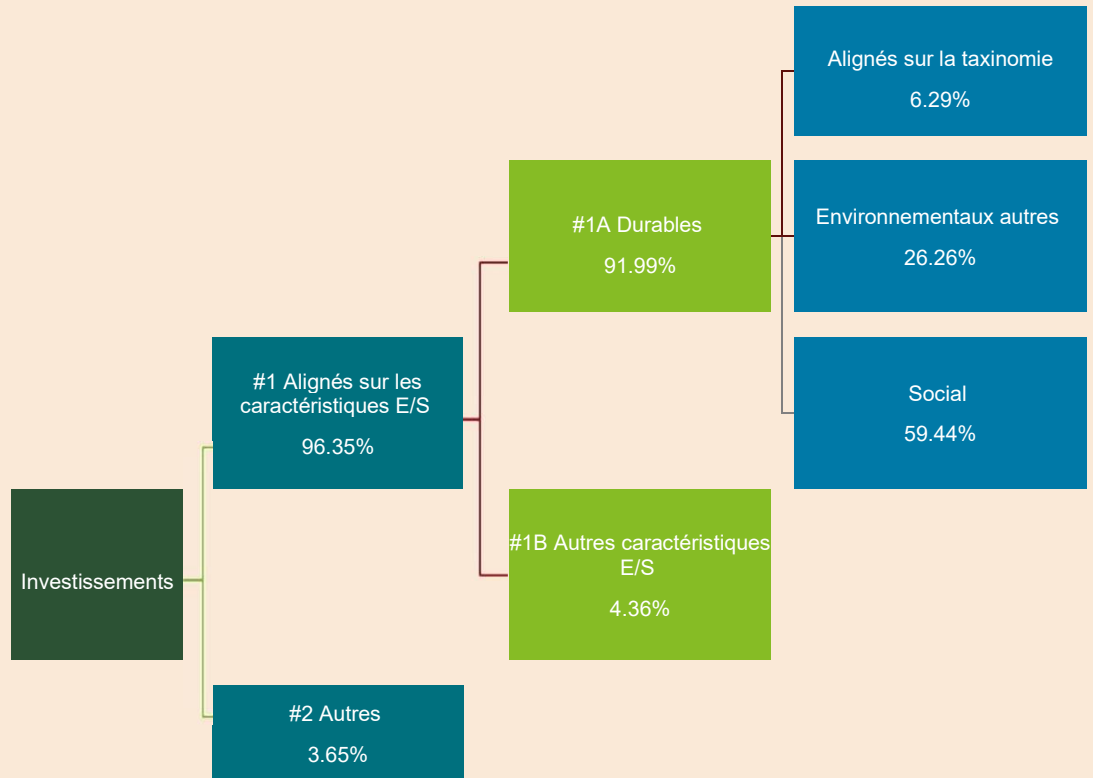 Alignés sur la taxinomie
6.29%
#1A Durables
91.99%
Environnementaux autres
26.26%
#1 Alignés sur les
caractéristiques E/S
96.35%
Social
59.44%
Investissements
#1B Autres caractéristiques
E/S
4.36%
#2 Autres
3.65%